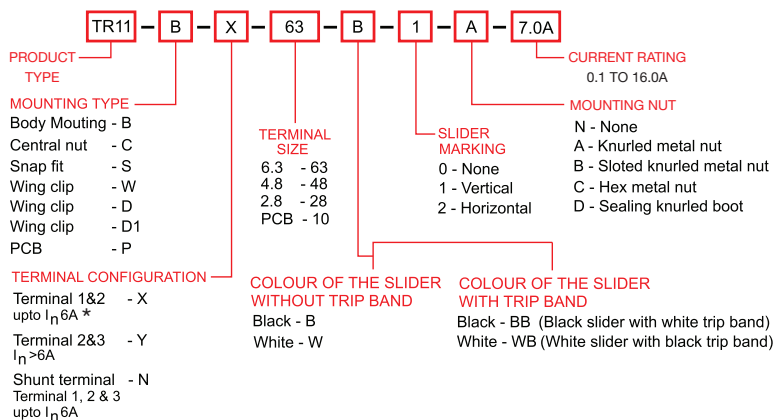 TR11 – B – X – 63 – B – 1 – A – 7.0A
PRODUCT
TYPE
CURRENT RATING
0.1 TO 16.0A
MOUNTING TYPE
Body Mouting - B
Central nut - C
Snap fit - S
Wing clip - W
Wing clip - D
Wing clip - D1
PCB - P
TERMINAL
SIZE
6.3 - 63
4.8 - 48
2.8 - 28
PCB - 10
SLIDER
MARKING
0 - None
1 - Vertical
2 - Horizontal
MOUNTING NUT
N - None
A - Knurled metal nut
B - Sloted knurled metal nut
C - Hex metal nut
D - Sealing knurled boot
TERMINAL CONFIGURATION
Terminal 1&2 - X
upto In6A *
Terminal 2&3 - Y
In>6A
Shunt terminal - N
Terminal 1, 2 & 3
upto In6A
COLOUR OF THE SLIDER
WITHOUT TRIP BAND
Black - B
White - W
COLOUR OF THE SLIDER
WITH TRIP BAND
Black - BB (Black slider with white trip band)
White - WB (White slider with black trip band)